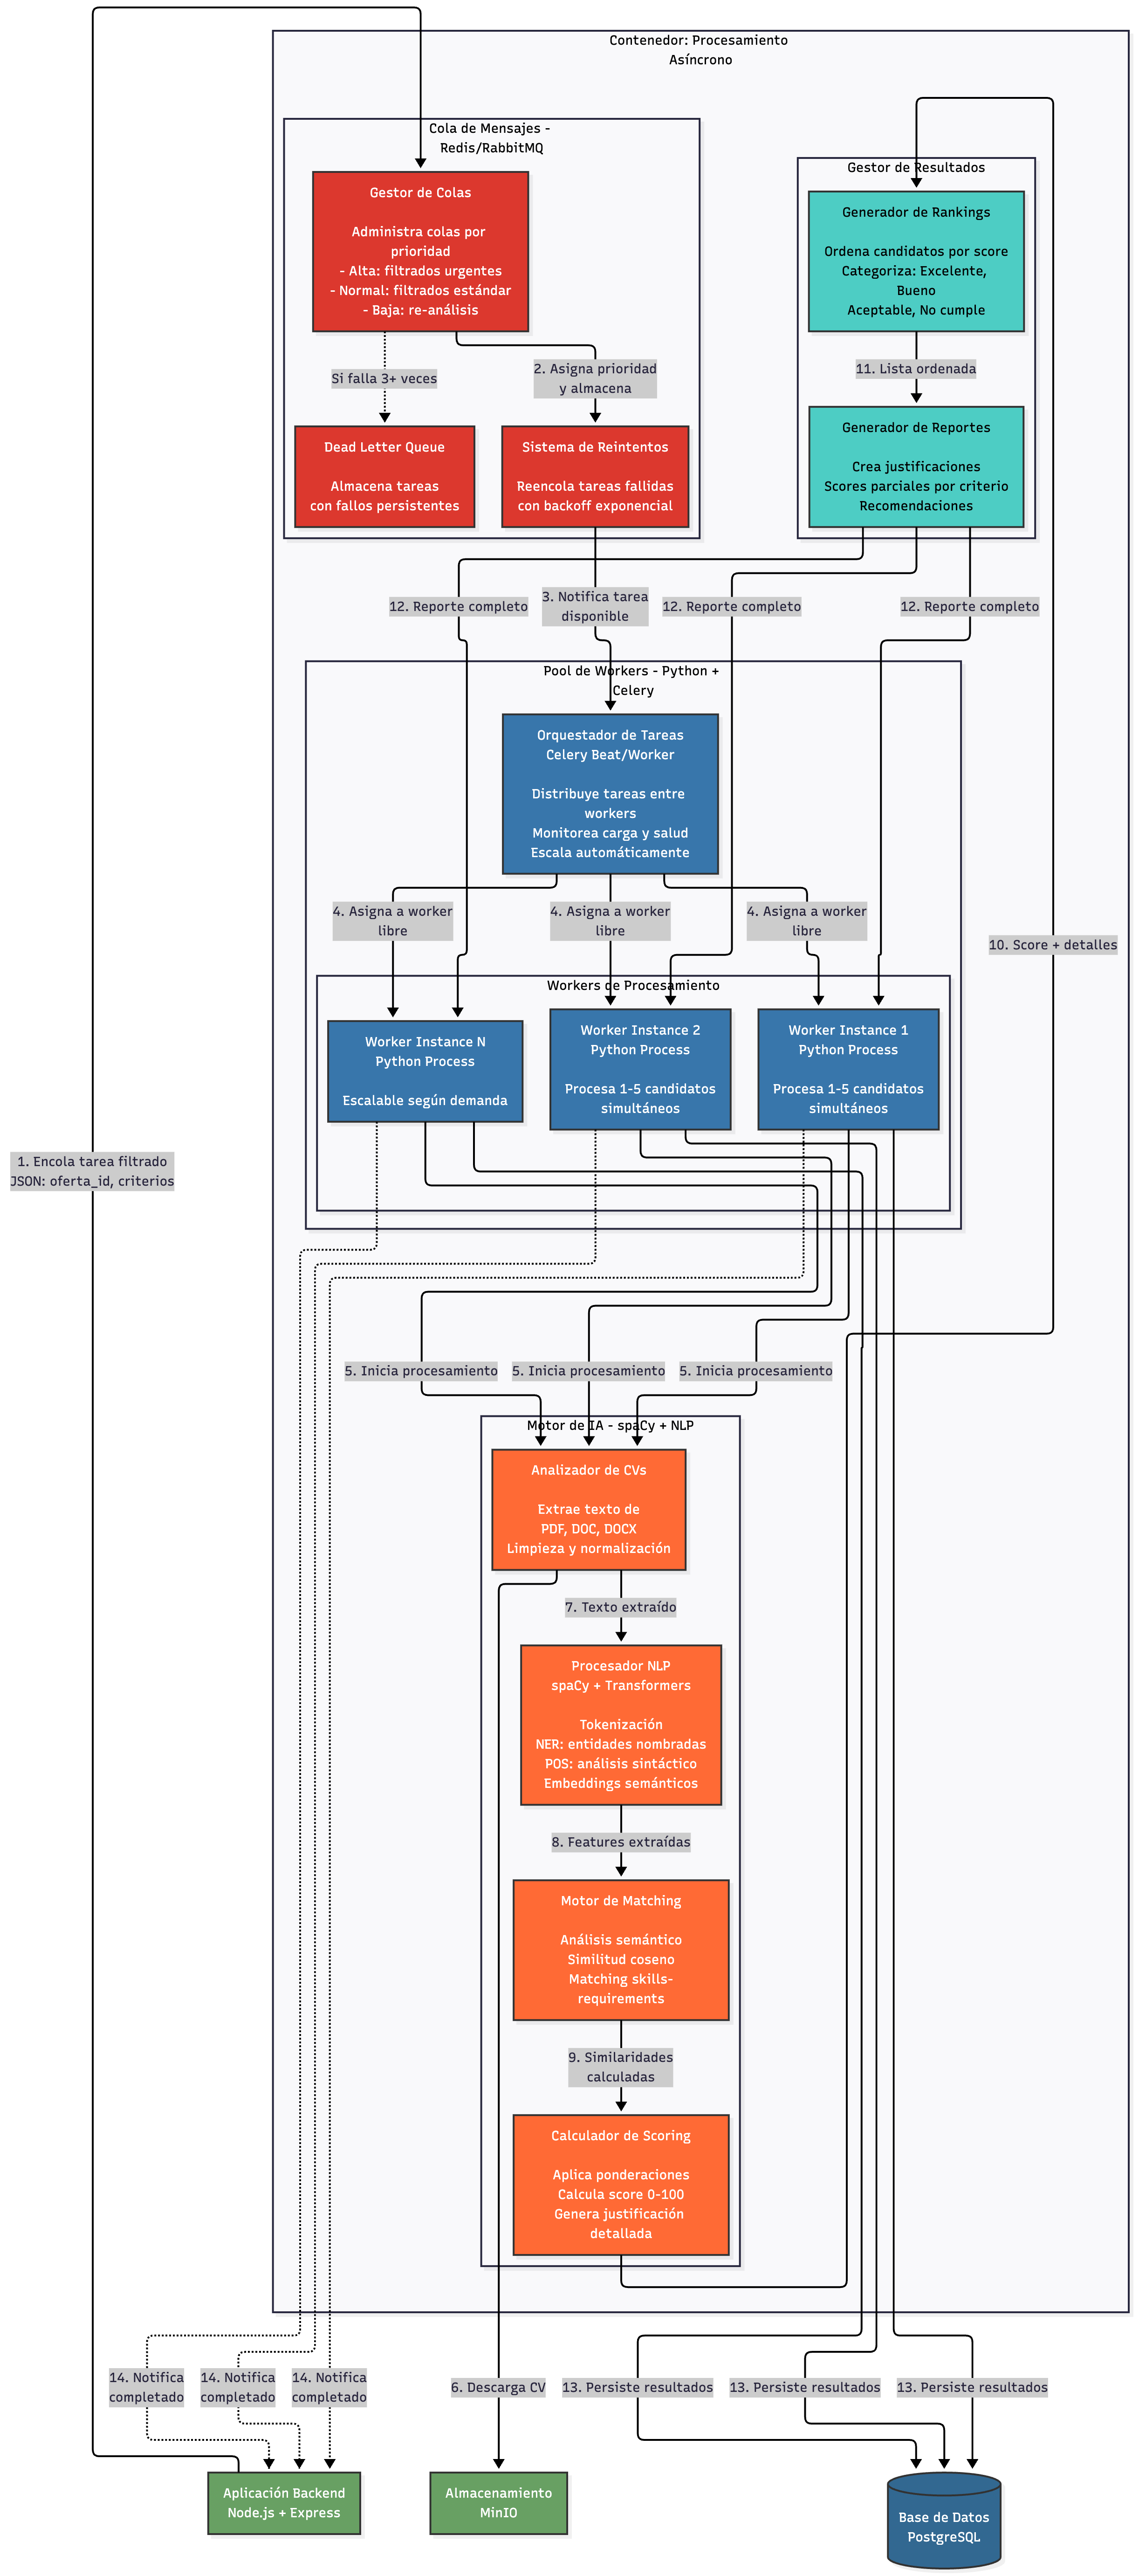 Contenedor: Procesamiento
Asíncrono
Cola de Mensajes -
Redis/RabbitMQ
Gestor de Resultados
Gestor de Colas
Administra colas por
prioridad
- Alta: filtrados urgentes
- Normal: filtrados estándar
- Baja: re-análisis
Generador de Rankings
Ordena candidatos por score
Categoriza: Excelente,
Bueno
Aceptable, No cumple
Si falla 3+ veces
2. Asigna prioridad
y almacena
11. Lista ordenada
Dead Letter Queue
Almacena tareas
con fallos persistentes
Sistema de Reintentos
Reencola tareas fallidas
con backoff exponencial
Generador de Reportes
Crea justificaciones
Scores parciales por criterio
Recomendaciones
12. Reporte completo
3. Notifica tarea
disponible
12. Reporte completo
12. Reporte completo
Pool de Workers - Python +
Celery
Orquestador de Tareas
Celery Beat/Worker
Distribuye tareas entre
workers
Monitorea carga y salud
Escala automáticamente
4. Asigna a worker
libre
4. Asigna a worker
libre
4. Asigna a worker
libre
10. Score + detalles
Workers de Procesamiento
Worker Instance N
Python Process
Escalable según demanda
Worker Instance 2
Python Process
Procesa 1-5 candidatos
simultáneos
Worker Instance 1
Python Process
Procesa 1-5 candidatos
simultáneos
1. Encola tarea filtrado
JSON: oferta_id, criterios
5. Inicia procesamiento
5. Inicia procesamiento
5. Inicia procesamiento
Motor de IA - spaCy + NLP
Analizador de CVs
Extrae texto de
PDF, DOC, DOCX
Limpieza y normalización
7. Texto extraído
Procesador NLP
spaCy + Transformers
Tokenización
NER: entidades nombradas
POS: análisis sintáctico
Embeddings semánticos
8. Features extraídas
Motor de Matching
Análisis semántico
Similitud coseno
Matching skills-
requirements
9. Similaridades
calculadas
Calculador de Scoring
Aplica ponderaciones
Calcula score 0-100
Genera justificación
detallada
14. Notifica
completado
14. Notifica
completado
14. Notifica
completado
6. Descarga CV
13. Persiste resultados
13. Persiste resultados
13. Persiste resultados
Aplicación Backend
Node.js + Express
Almacenamiento
MinIO
Base de Datos
PostgreSQL